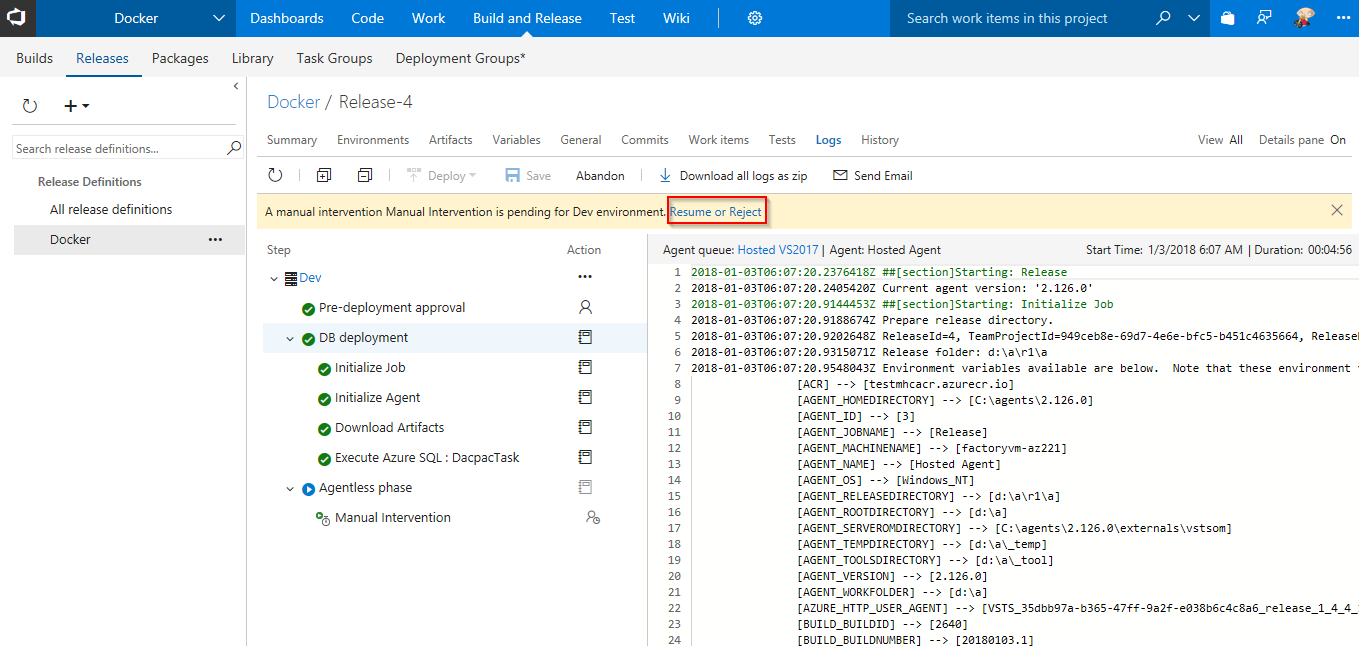 Docker Dashboards Code Work Build and Release Test Wiki Search work items in this project
Builds Releases Packages Library Task Groups Deployment Groups*
Docker / Release-4
Summary Environments Artifacts Variables General Commits Work items Tests Logs History View All Details pane On
Search release definitions...
Deploy Save Abandon Download all logs as zip Send Email
Release Definitions
All release definitions
Docker
A manual intervention Manual Intervention is pending for Dev environment. Resume or Reject
Step Action
Dev
Pre-deployment approval
DB deployment
Initialize Job
Initialize Agent
Download Artifacts
Execute Azure SQL : DacpacTask
Agentless phase
Manual Intervention
Agent queue: Hosted VS2017 | Agent: Hosted Agent Start Time: 1/3/2018 6:07 AM | Duration: 00:04:56
1 2018-01-03T06:07:20.2376418Z ##[section]Starting: Release
2 2018-01-03T06:07:20.2405420Z Current agent version: '2.126.0'
3 2018-01-03T06:07:20.9144453Z ##[section]Starting: Initialize Job
4 2018-01-03T06:07:20.9188674Z Prepare release directory.
5 2018-01-03T06:07:20.9202648Z ReleaseId=4, TeamProjectId=949ceb8e-69d7-4e6e-bfc5-b451c4635664, Release
6 2018-01-03T06:07:20.9315071Z Release folder: d:\a\r1\a
7 2018-01-03T06:07:20.9548043Z Environment variables available are below. Note that these environment
8 [ACR] --> [testmhcacr.azurecr.io]
9 [AGENT_HOMEDIRECTORY] --> [C:\agents\2.126.0]
10 [AGENT_ID] --> [3]
11 [AGENT_JOBNAME] --> [Release]
12 [AGENT_MACHINENAME] --> [factoryvm-az221]
13 [AGENT_NAME] --> [Hosted Agent]
14 [AGENT_OS] --> [Windows_NT]
15 [AGENT_RELEASEDIRECTORY] --> [d:\a\r1\a]
16 [AGENT_ROOTDIRECTORY] --> [d:\a]
17 [AGENT_SERVEROMDIRECTORY] --> [C:\agents\2.126.0\externals\vstsom]
18 [AGENT_TEMPDIRECTORY] --> [d:\a\_temp]
19 [AGENT_TOOLSDIRECTORY] --> [d:\a\_tool]
20 [AGENT_VERSION] --> [2.126.0]
21 [AGENT_WORKFOLDER] --> [d:\a]
22 [AZURE_HTTP_USER_AGENT] --> [VSTS_35dbb97a-b365-47ff-9a2f-e038b6c4c8a6_release_1_4_4_
23 [BUILD_BUILDID] --> [2640]
24 [BUILD_BUILDNUMBER] --> [20180103.1]